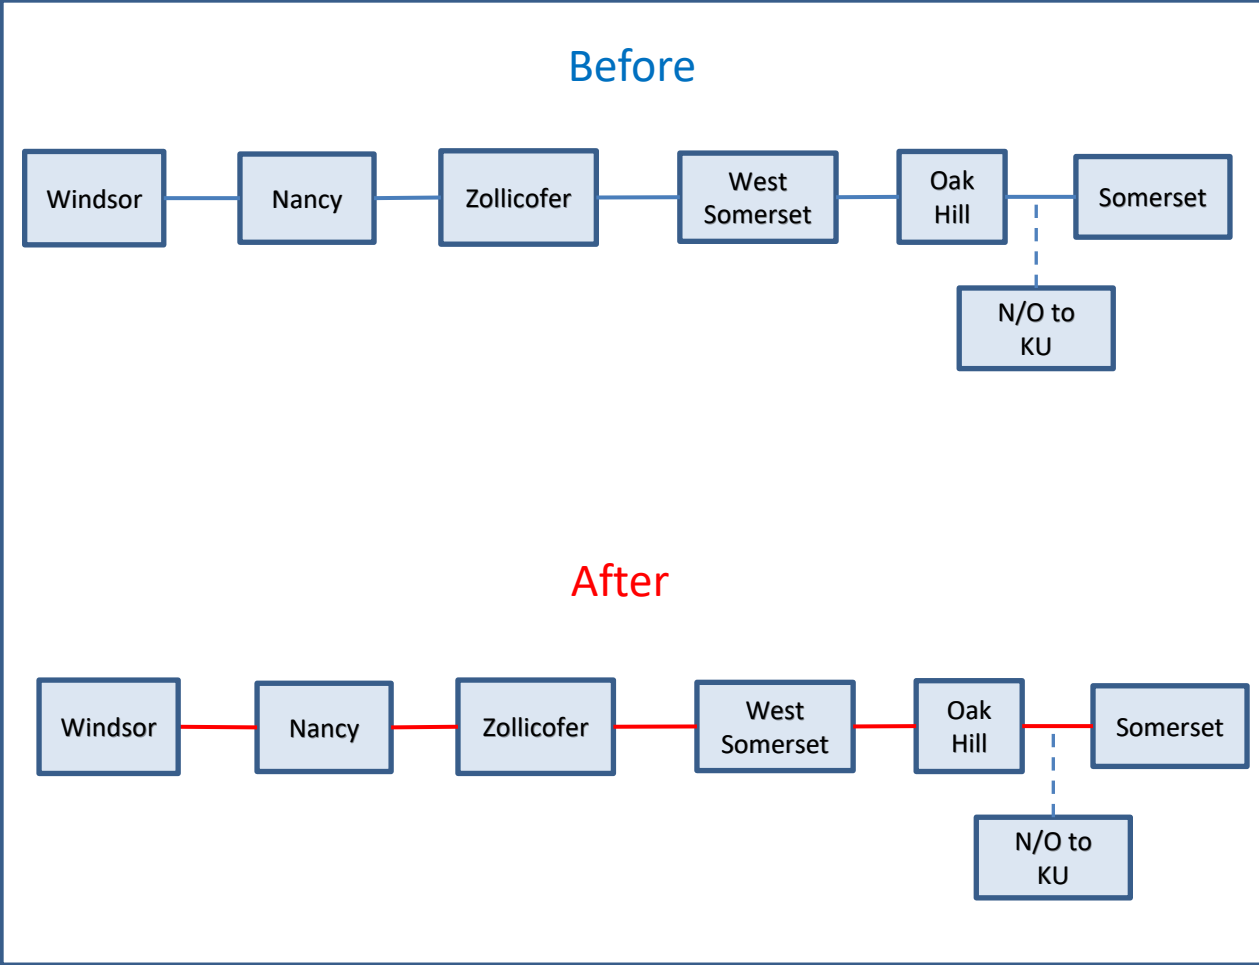 Before
Windsor
Nancy
Zollicofer
West
Somerset
Oak
Hill
Somerset
N/O to
KU
After
Windsor
Nancy
Zollicofer
West
Somerset
Oak
Hill
Somerset
N/O to
KU